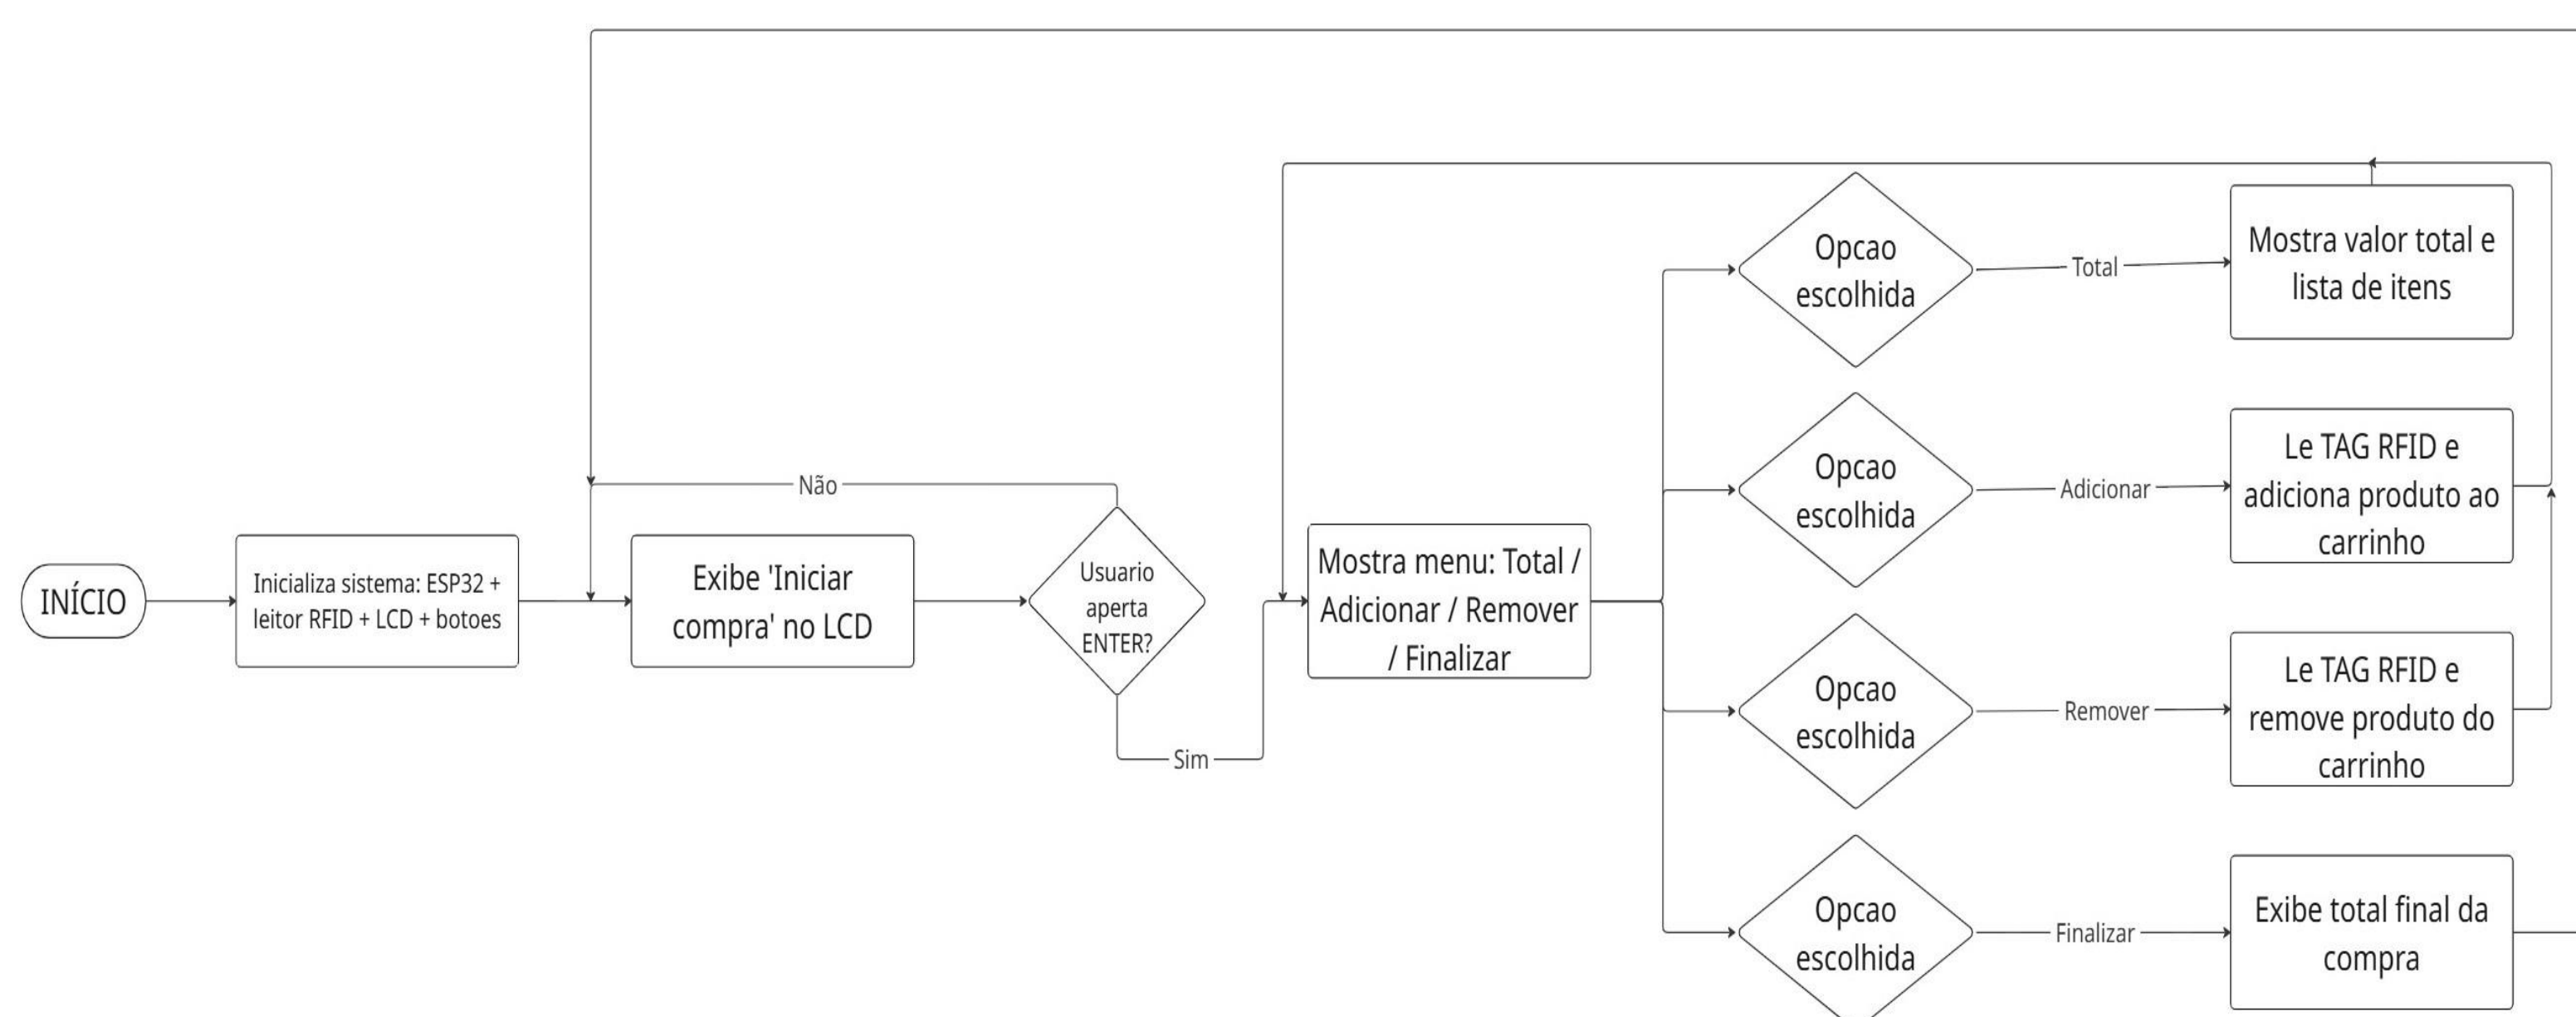 INÍCIO
Inicializa sistema: ESP32 +
leitor RFID + LCD + botoes
Exibe 'Iniciar
compra' no LCD
Não
Usuario
aperta
ENTER?
Sim
Mostra menu: Total /
Adicionar / Remover
/ Finalizar
Opcao
escolhida
Total
Mostra valor total e
lista de itens
Opcao
escolhida
Adicionar
Le TAG RFID e
adiciona produto ao
carrinho
Opcao
escolhida
Remover
Le TAG RFID e
remove produto do
carrinho
Opcao
escolhida
Finalizar
Exibe total final da
compra